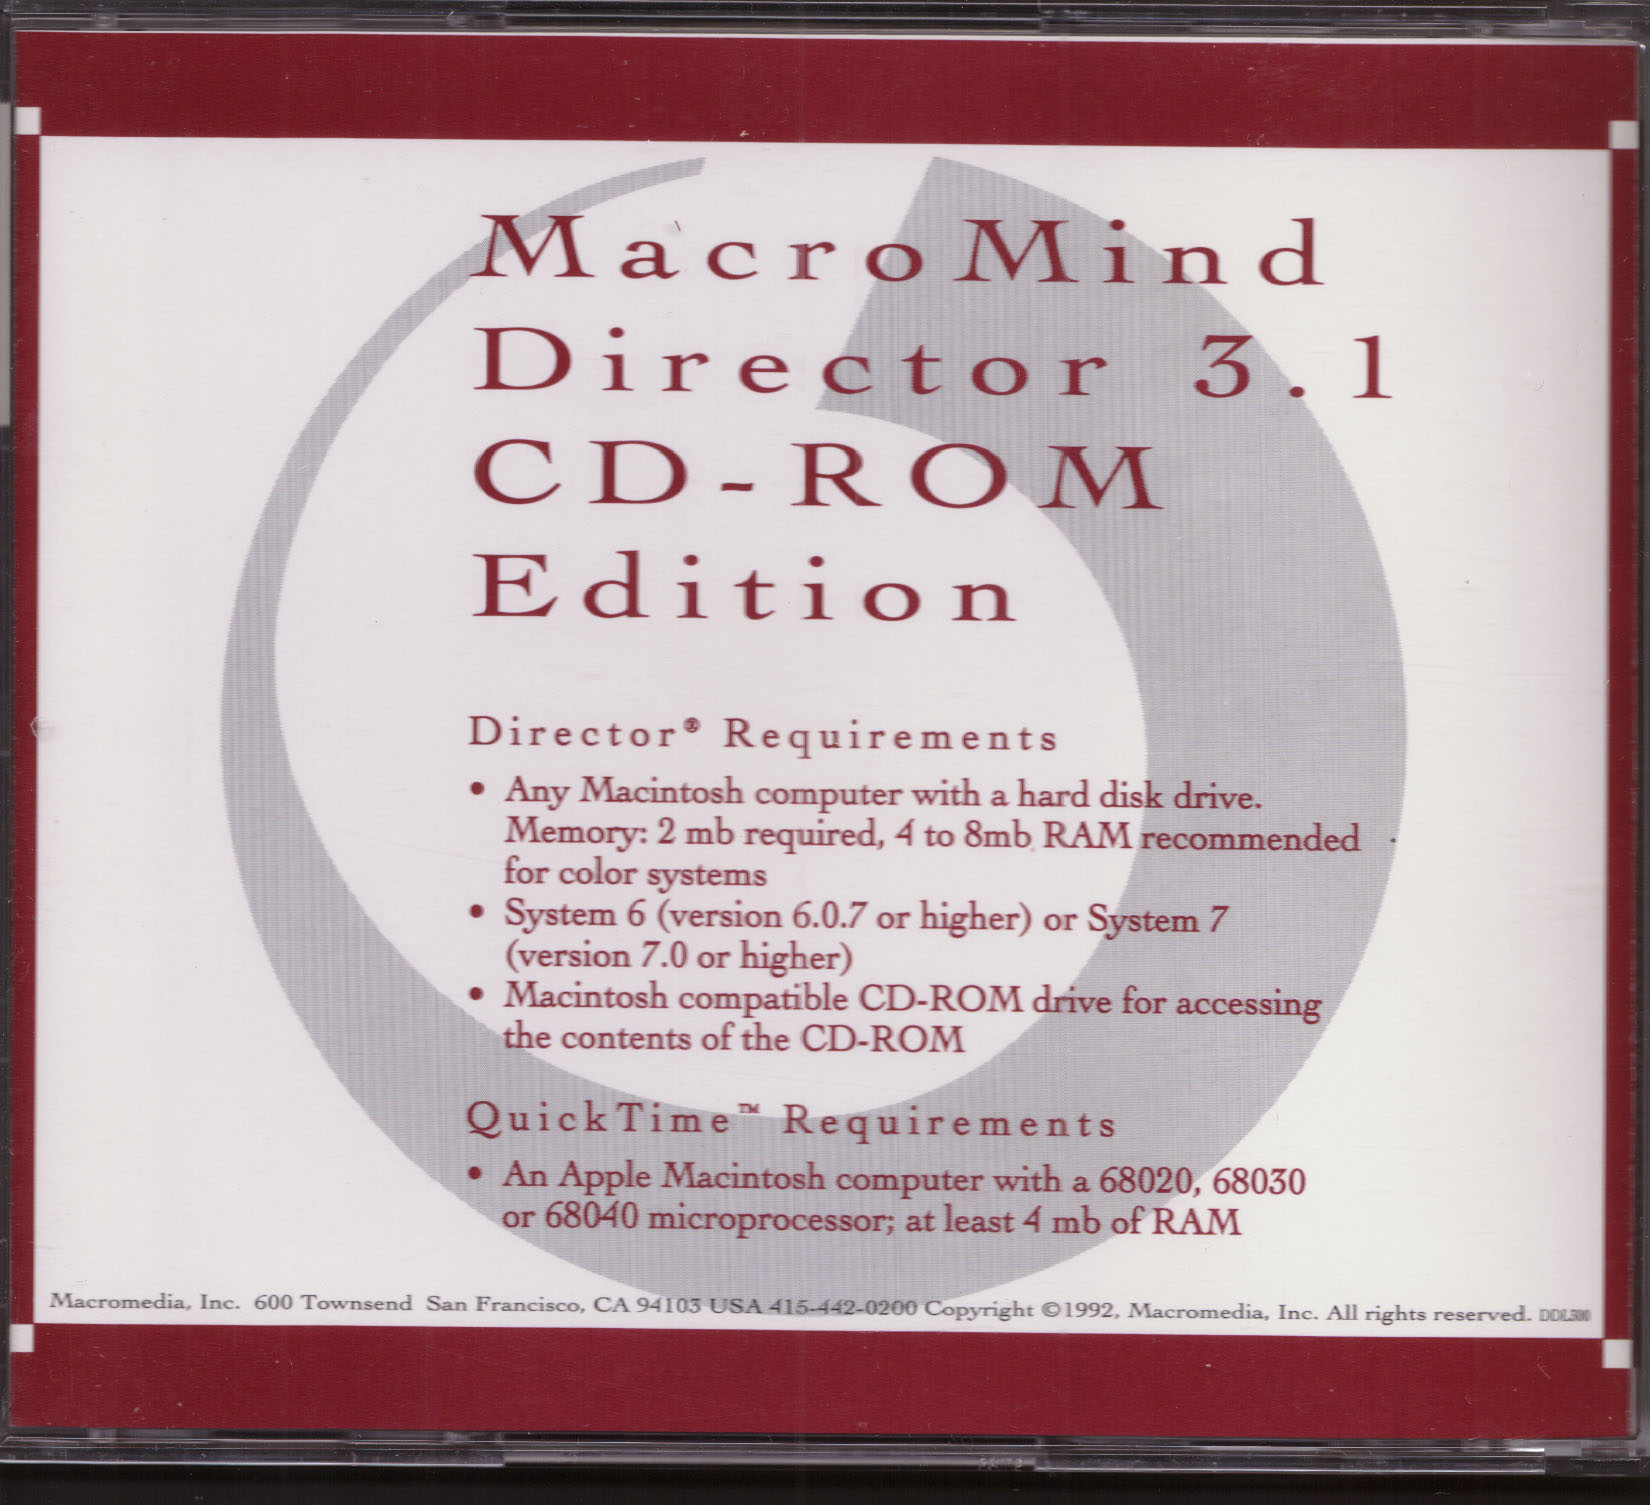 MacroMind
Director 3.1
CD-ROM
Edition
Director® Requirements
• Any Macintosh computer with a hard disk drive.
Memory: 2 mb required, 4 to 8mb RAM recommended
for color systems
• System 6 (version 6.0.7 or higher) or System 7
(version 7.0 or higher)
• Macintosh compatible CD-ROM drive for accessing
the contents of the CD-ROM
QuickTime™ Requirements
• An Apple Macintosh computer with a 68020, 68030
or 68040 microprocessor; at least 4 mb of RAM
Macromedia, Inc. 600 Townsend San Francisco, CA 94103 USA 415-442-0200 Copyright ©1992, Macromedia, Inc. All rights reserved.